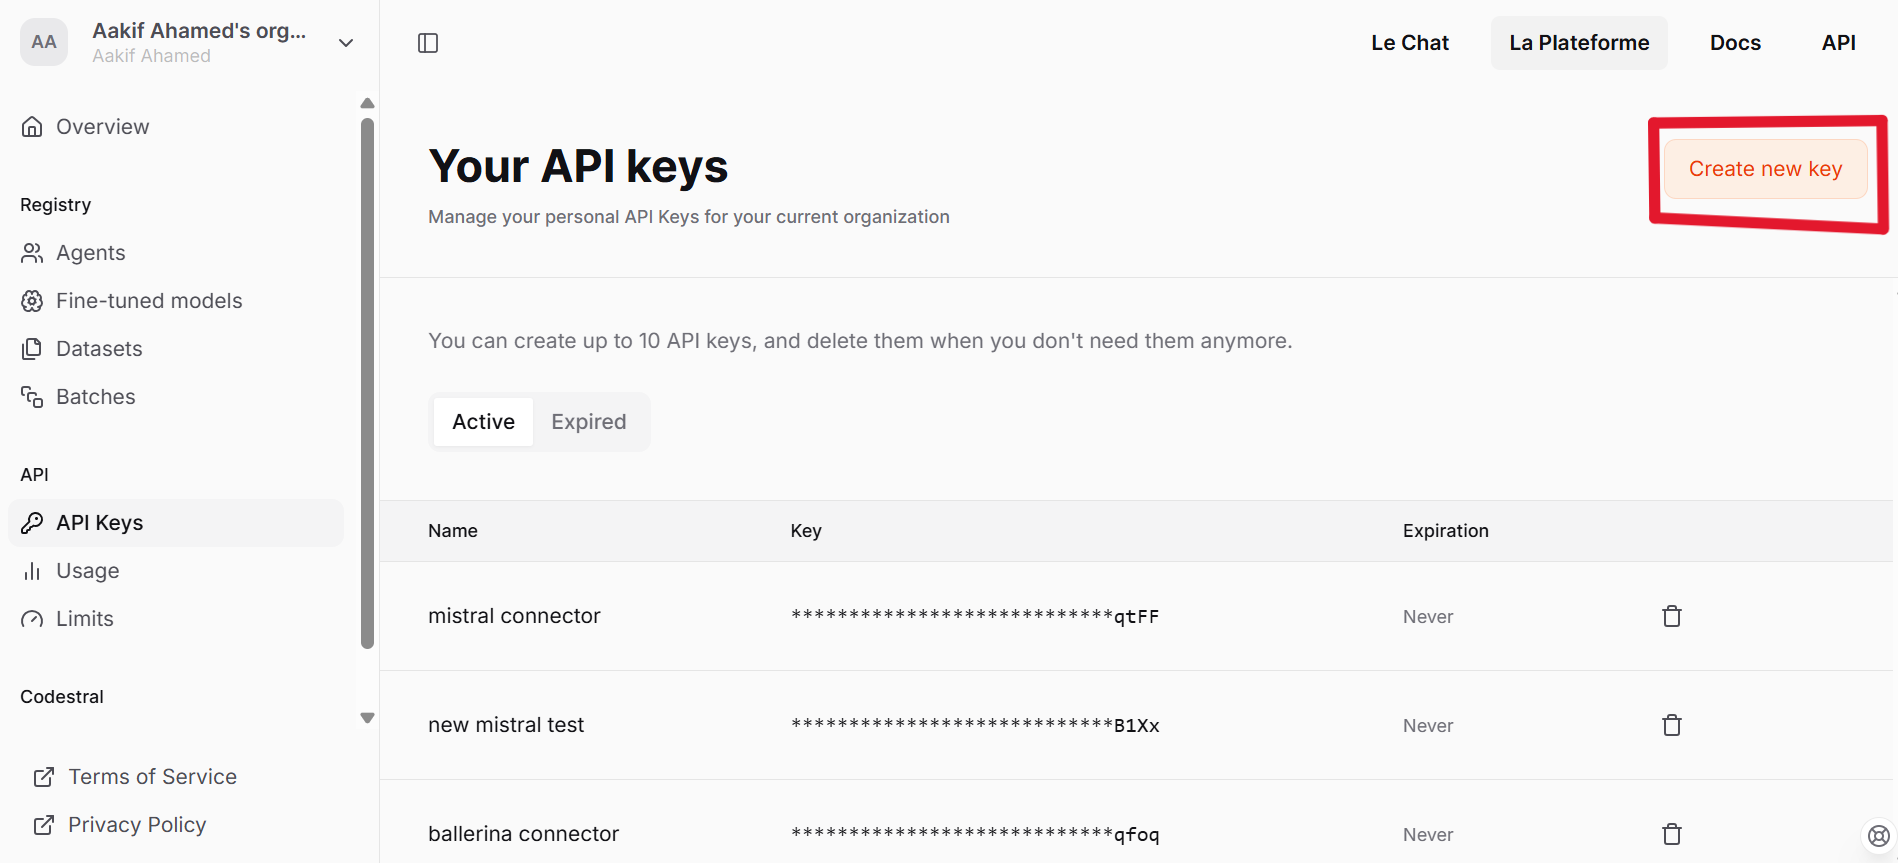 AA
Aakif Ahamed's org...
Aakif Ahamed
Overview
Registry
Agents
Fine-tuned models
Datasets
Batches
API
API Keys
Usage
Limits
Codestral
Terms of Service
Privacy Policy
Le Chat La Plateforme Docs API
Your API keys
Manage your personal API Keys for your current organization
Create new key
You can create up to 10 API keys, and delete them when you don't need them anymore.
Active Expired
Name Key Expiration
mistral connector ****************************qtFF Never
new mistral test ****************************B1Xx Never
ballerina connector ****************************qfoq Never